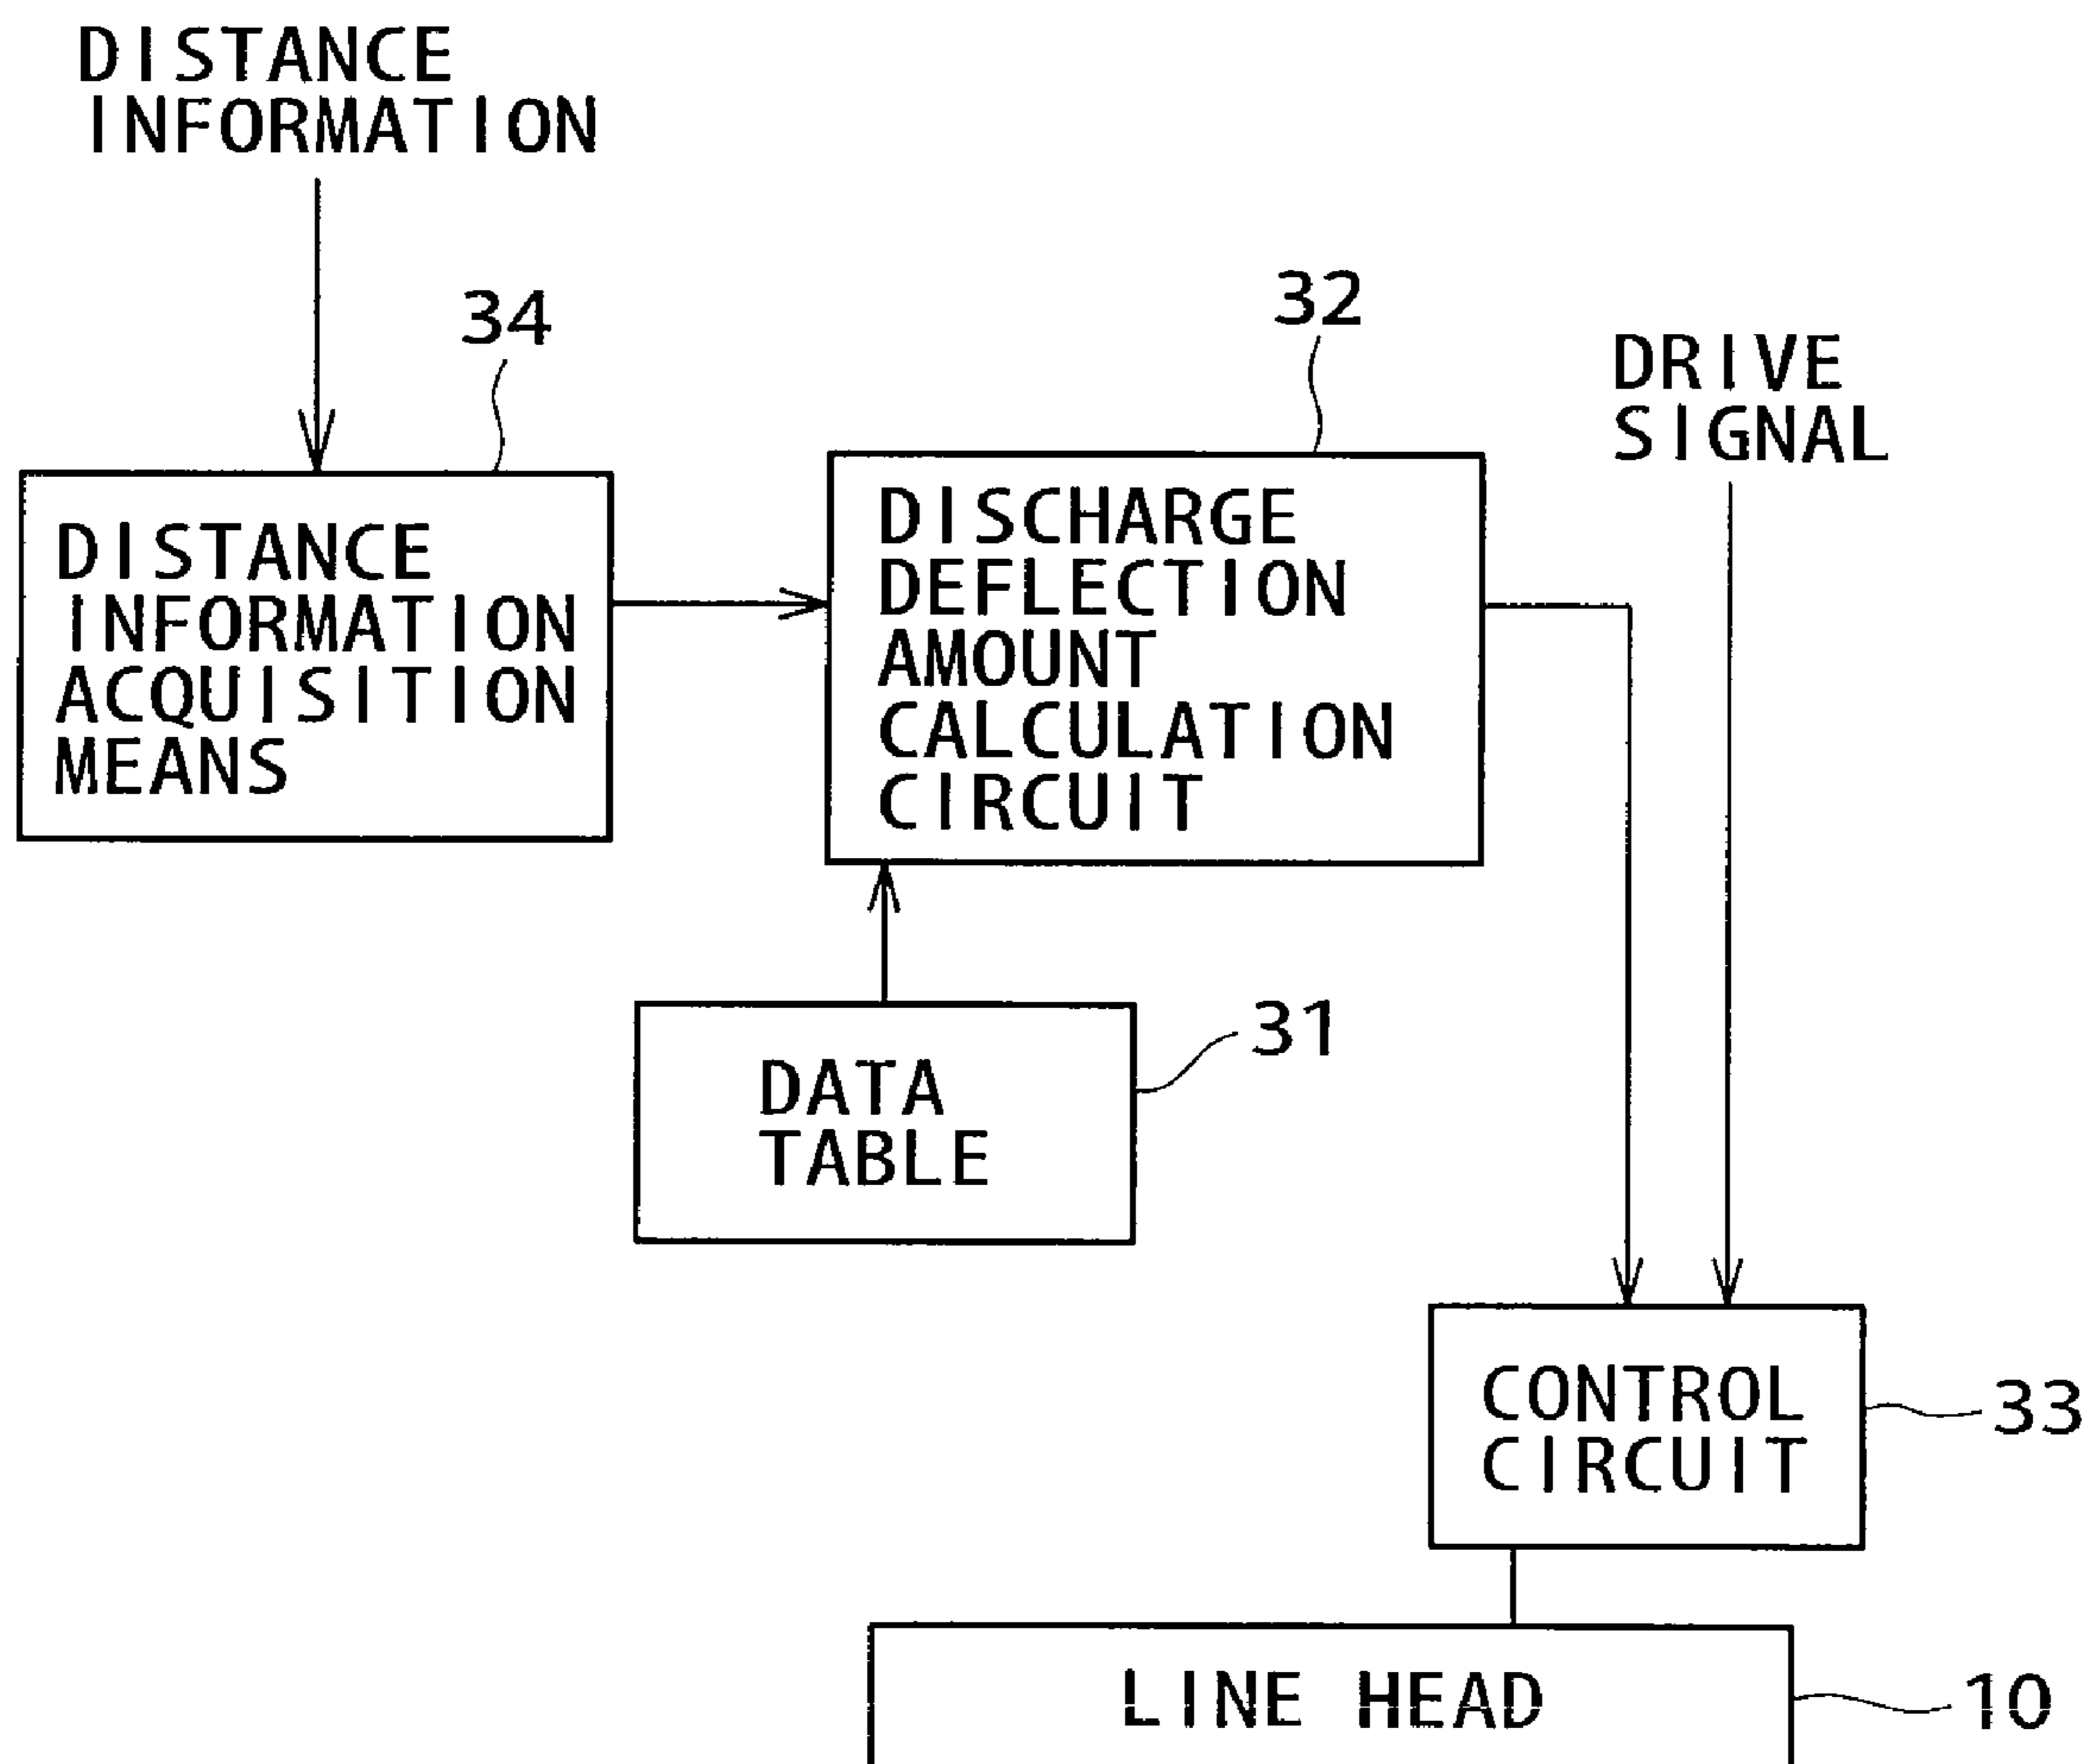 DISTANCE
INFORMATION
34
32
DRIVE
SIGNAL
DISTANCE
INFORMATION
ACQUISITION
MEANS
DISCHARGE
DEFLECTION
AMOUNT
CALCULATION
CIRCUIT
31
DATA
TABLE
CONTROL
CIRCUIT
33
LINE HEAD
10